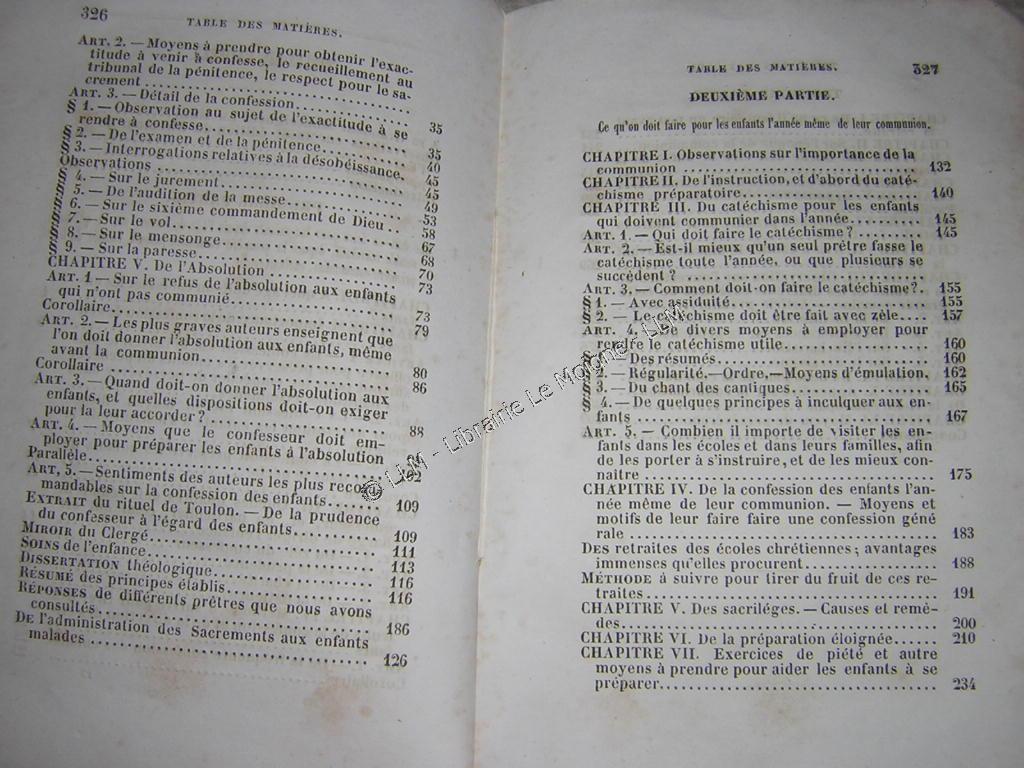 326
TABLE DES MATIÈRES.
ART. 2. — Moyens à prendre pour obtenir l'exac-
titude à venir à confesse, le recueillement au
tribunal de la pénitence, le respect pour le sa-
crement
ART. 3. — Détail de la confession 35
§ 1. — Observation au sujet de l'exactitude à se
rendre à confesse 35
§ 2. — De l'examen et de la pénitence 40
§ 3. — Interrogations relatives à la désobéissance. 45
Observations 45
§ 4. — Sur le jurement 49
5. — De l'audition de la messe 53
6. — Sur le sixième commandement de Dieu 58
7. — Sur le vol 67
8. — Sur le mensonge 68
9. — Sur la paresse 70
CHAPITRE V. De l'Absolution 73
ART. 1 — Sur le refus de l'absolution aux enfants
qui n'ont pas communié 73
Corollaire 79
ART. 2. — Les plus graves auteurs enseignent que
l'on doit donner l'absolution aux enfants, même
avant la communion 80
Corollaire 86
ART. 3. — Quand doit-on donner l'absolution aux
enfants, et quelles dispositions doit-on exiger
pour la leur accorder ? 88
ART. 4. — Moyens que le confesseur doit em-
ployer pour préparer les enfants à l'absolution
Parallèle
ART. 5. — Sentiments des auteurs les plus recom
mandables sur la confession des enfants 109
EXTRAIT du rituel de Toulon. — De la prudence
du confesseur à l'égard des enfants 109
MIROIR du Clergé 111
SOINS de l'enfance 113
DISSERTATION théologique 116
RÉSUMÉ des principes établis 116
RÉPONSES de différents prêtres que nous avons
consultés 186
De l'administration des Sacrements aux enfants
malades 126
TABLE DES MATIÈRES. 327
DEUXIÈME PARTIE.
Ce qu'on doit faire pour les enfants l'année même de leur communion.
CHAPITRE I. Observations sur l'importance de la
communion 132
CHAPITRE II. De l'instruction, et d'abord du caté-
chisme préparatoire 140
CHAPITRE III. Du catéchisme pour les enfants
qui doivent communier dans l'année 145
ART. 1. — Qui doit faire le catéchisme? 145
ART. 2. — Est-il mieux qu'un seul prêtre fasse le
catéchisme toute l'année, ou que plusieurs se
succèdent ?
ART. 3. — Comment doit-on faire le catéchisme?. 155
§ 1. — Avec assiduité 155
§ 2. — Le catéchisme doit être fait avec zèle 157
ART. 4. — De divers moyens à employer pour
rendre le catéchisme utile 160
§ 1. — Des résumés 160
§ 2. — Régularité. — Ordre. — Moyens d'émulation. 162
§ 3. — Du chant des cantiques 165
§ 4. — De quelques principes à inculquer aux en-
fants 167
ART. 5. — Combien il importe de visiter les en-
fants dans les écoles et dans leurs familles, afin
de les porter à s'instruire, et de les mieux con-
naître 175
CHAPITRE IV. De la confession des enfants l'an-
née même de leur communion. — Moyens et
motifs de leur faire faire une confession géné
rale 183
DES retraites des écoles chrétiennes; avantages
immenses qu'elles procurent 188
MÉTHODE à suivre pour tirer du fruit de ces re-
traites 191
CHAPITRE V. Des sacriléges. — Causes et remè-
des 200
CHAPITRE VI. De la préparation éloignée 210
CHAPITRE VII. Exercices de piété et autre
moyens à prendre pour aider les enfants à se
préparer 234
© LLM - Librairie Le Moione - LLM